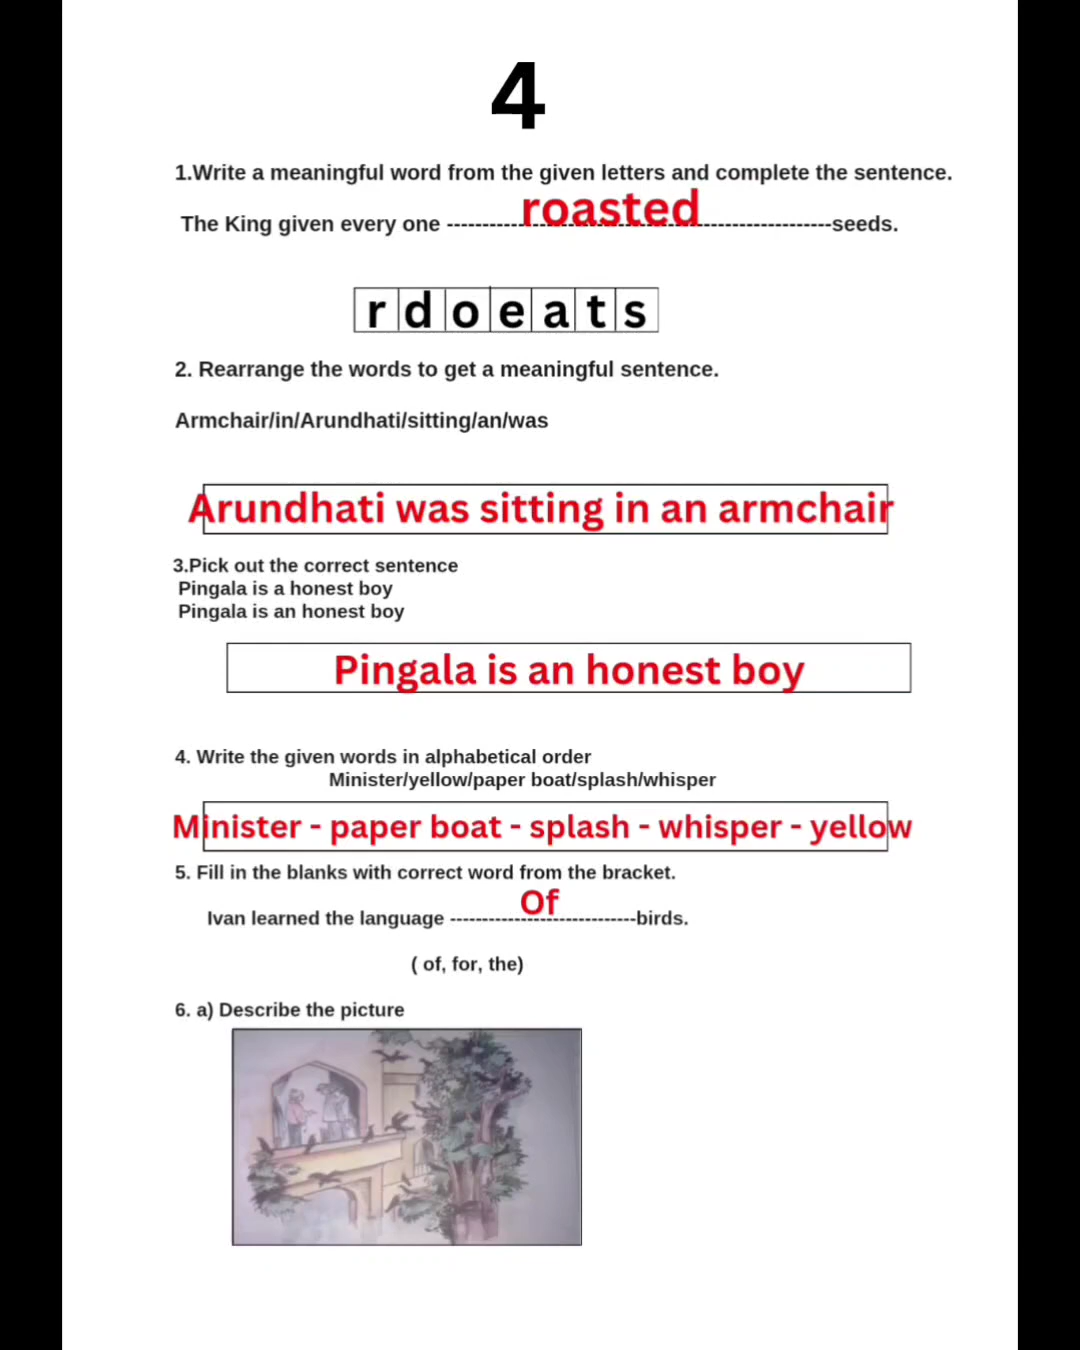 4
1.Write a meaningful word from the given letters and complete the sentence.
The King given every one ----------roasted----------seeds.
r d o e a t s
2. Rearrange the words to get a meaningful sentence.
Armchair/in/Arundhati/sitting/an/was
Arundhati was sitting in an armchair
3.Pick out the correct sentence
Pingala is a honest boy
Pingala is an honest boy
Pingala is an honest boy
4. Write the given words in alphabetical order
Minister/yellow/paper boat/splash/whisper
Minister - paper boat - splash - whisper - yellow
5. Fill in the blanks with correct word from the bracket.
Ivan learned the language ----------Of----------birds.
( of, for, the)
6. a) Describe the picture